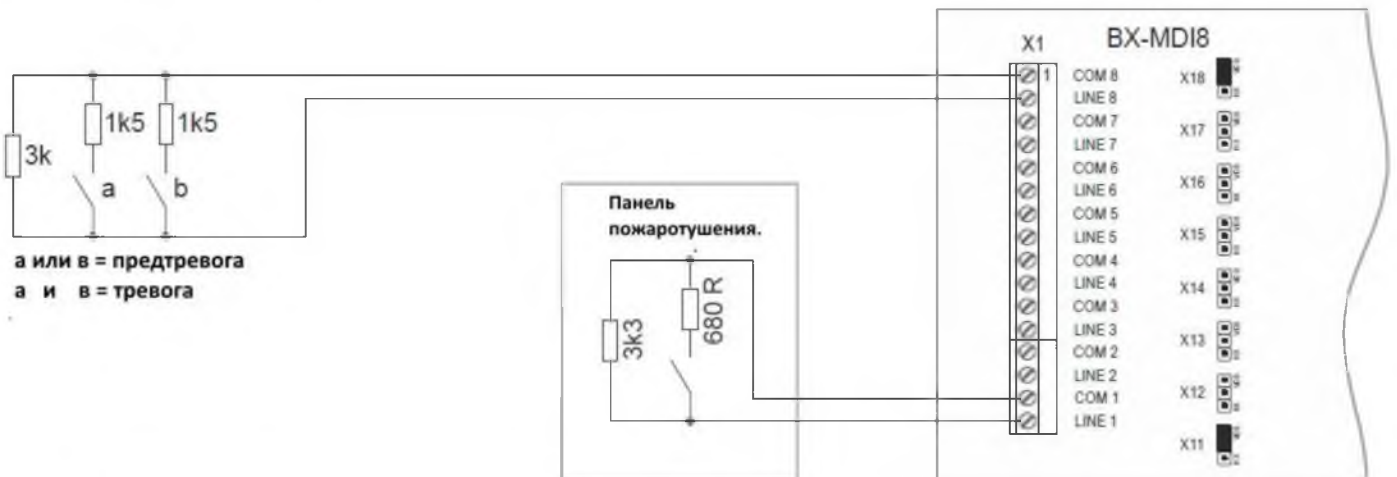 BX-MDI8
X1
1
COM 8
LINE 8
COM 7
LINE 7
COM 6
LINE 6
COM 5
LINE 5
COM 4
LINE 4
COM 3
LINE 3
COM 2
LINE 2
COM 1
LINE 1
X18
X17
X16
X15
X14
X13
X12
X11
3k
1k5
1k5
a
b
а или в = предтревога
а и в = тревога
Панель
пожаротушения.
3k3
680 R